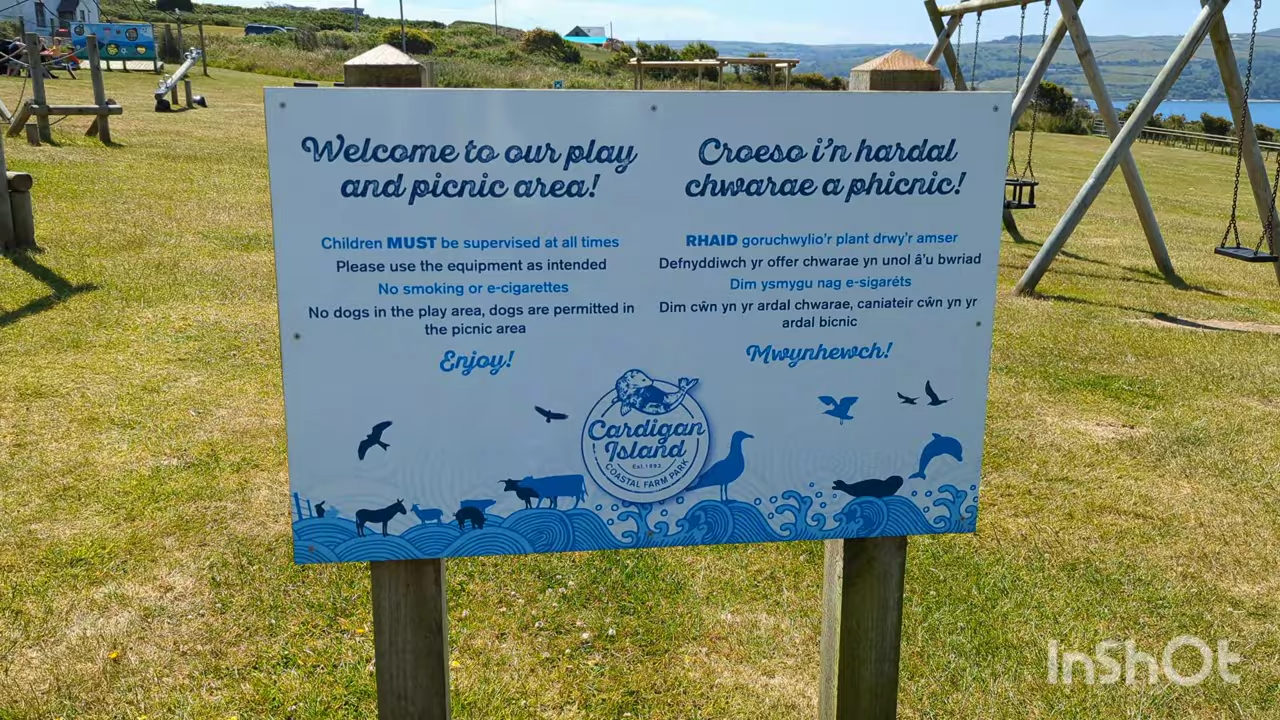 Welcome to our play
and picnic area!
Children MUST be supervised at all times
Please use the equipment as intended
No smoking or e-cigarettes
No dogs in the play area, dogs are permitted in
the picnic area
Enjoy!
Croeso i'n hardal
chwarae a phicnic!
RHAID goruchwylio'r plant drwy'r amser
Defnyddiwch yr offer chwarae yn unol â'u bwriad
Dim ysmygu nag e-sigaréts
Dim cŵn yn yr ardal chwarae, caniateir cŵn yn yr
ardal bicnic
Mwynhewch!
Cardigan
Island
Est. 1993
COASTAL FARM PARK
InShOt